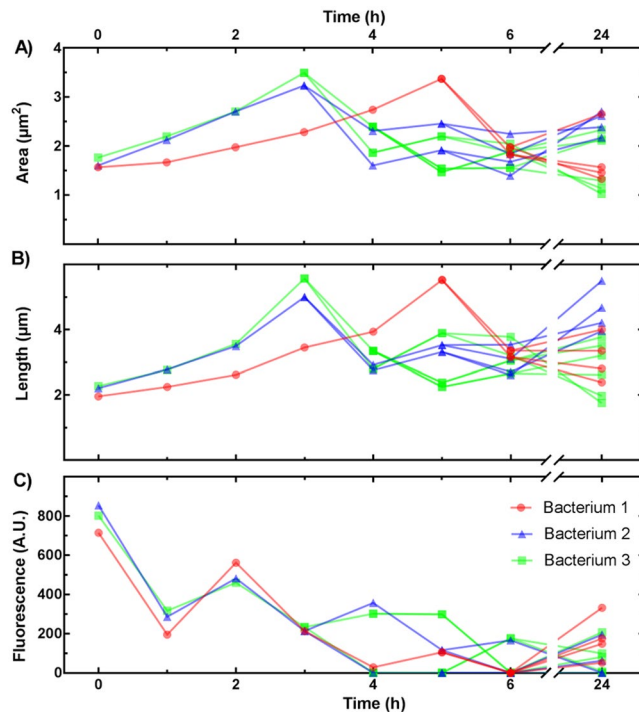 Time (h)
0 2 4 6 24
A)
4
3
2
1
Area (µm²)
B)
4
2
Length (µm)
C)
800
600
400
200
0
Fluorescence (A.U.)
Bacterium 1
Bacterium 2
Bacterium 3
0 2 4 6 24
Time (h)